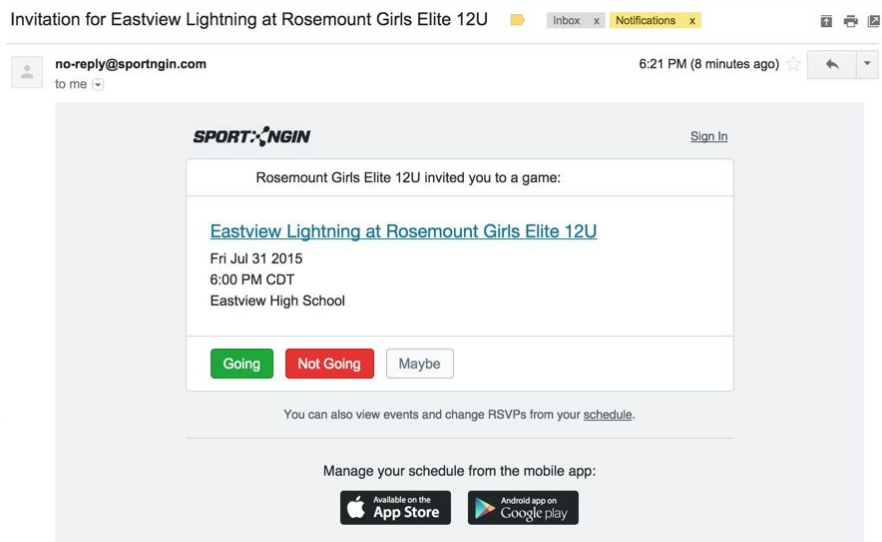 Invitation for Eastview Lightning at Rosemount Girls Elite 12U Inbox x Notifications x
no-reply@sportngin.com 6:21 PM (8 minutes ago)
to me
SPORT NGIN Sign In
Rosemount Girls Elite 12U invited you to a game:
Eastview Lightning at Rosemount Girls Elite 12U
Fri Jul 31 2015
6:00 PM CDT
Eastview High School
Going Not Going Maybe
You can also view events and change RSVPs from your schedule.
Manage your schedule from the mobile app:
Available on the Android app on
App Store Google play